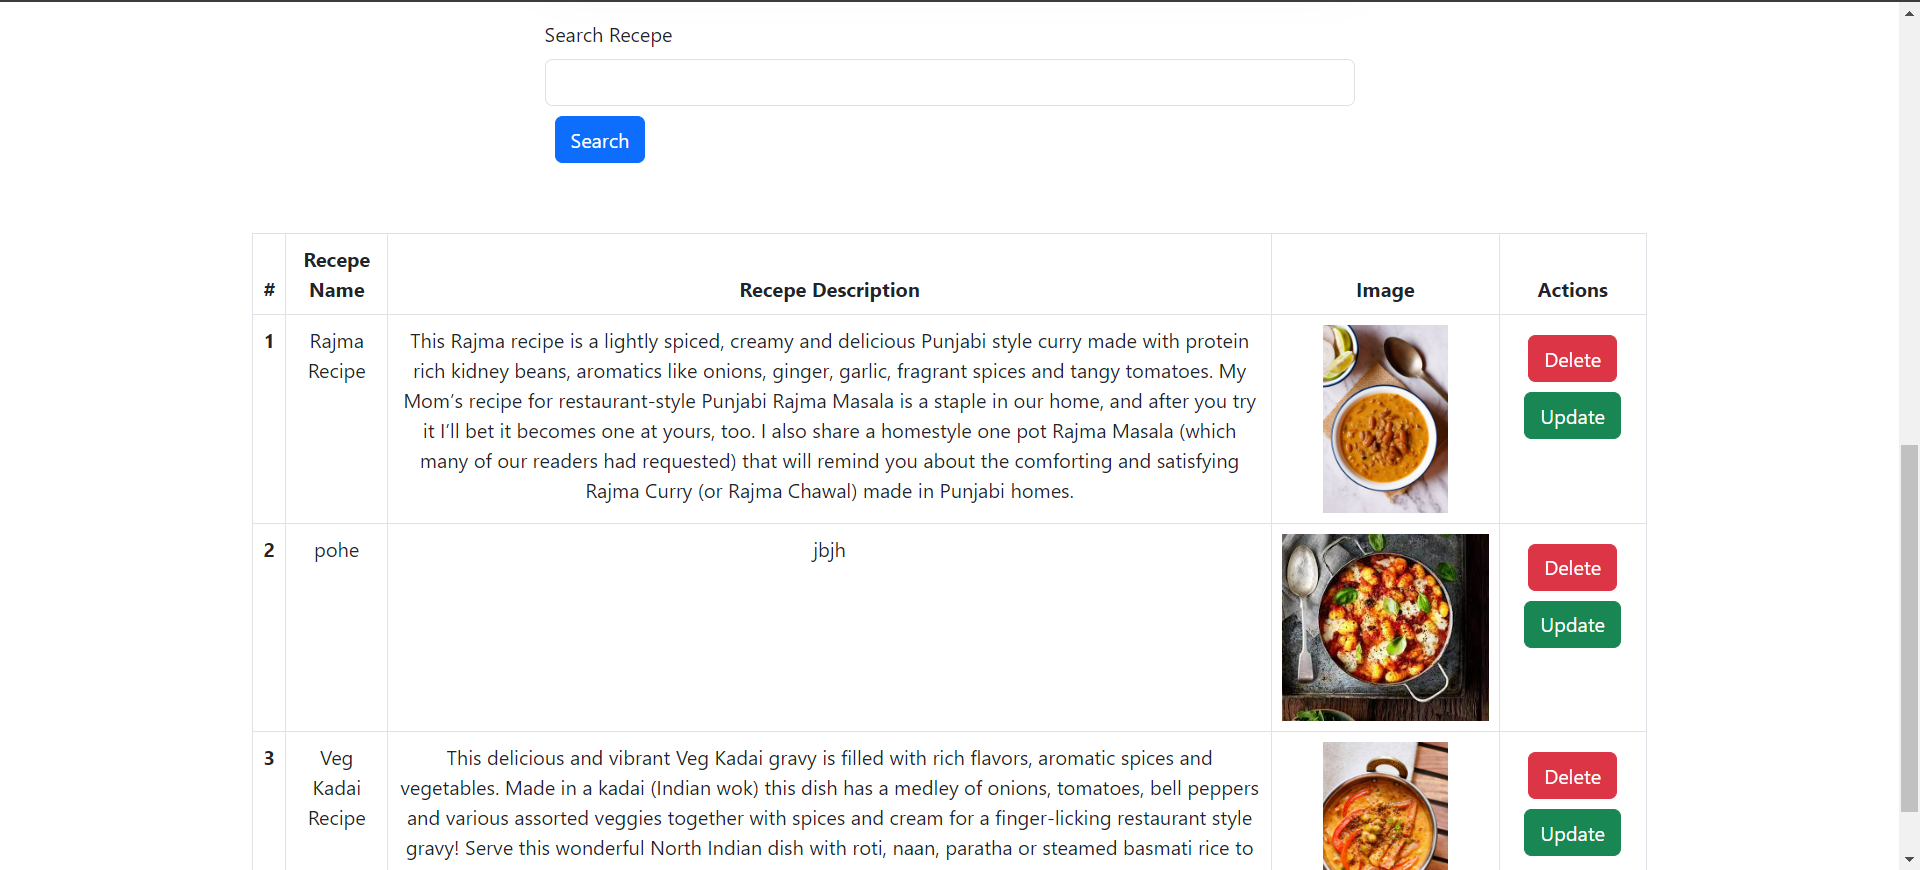 Search Recepe
Search
#
Recepe
Name
Recepe Description
Image
Actions
1
Rajma
Recipe
This Rajma recipe is a lightly spiced, creamy and delicious Punjabi style curry made with protein
rich kidney beans, aromatics like onions, ginger, garlic, fragrant spices and tangy tomatoes. My
Mom’s recipe for restaurant-style Punjabi Rajma Masala is a staple in our home, and after you try
it I’ll bet it becomes one at yours, too. I also share a homestyle one pot Rajma Masala (which
many of our readers had requested) that will remind you about the comforting and satisfying
Rajma Curry (or Rajma Chawal) made in Punjabi homes.
Delete
Update
2
pohe
jbjh
Delete
Update
3
Veg
Kadai
Recipe
This delicious and vibrant Veg Kadai gravy is filled with rich flavors, aromatic spices and
vegetables. Made in a kadai (Indian wok) this dish has a medley of onions, tomatoes, bell peppers
and various assorted veggies together with spices and cream for a finger-licking restaurant style
gravy! Serve this wonderful North Indian dish with roti, naan, paratha or steamed basmati rice to
Delete
Update